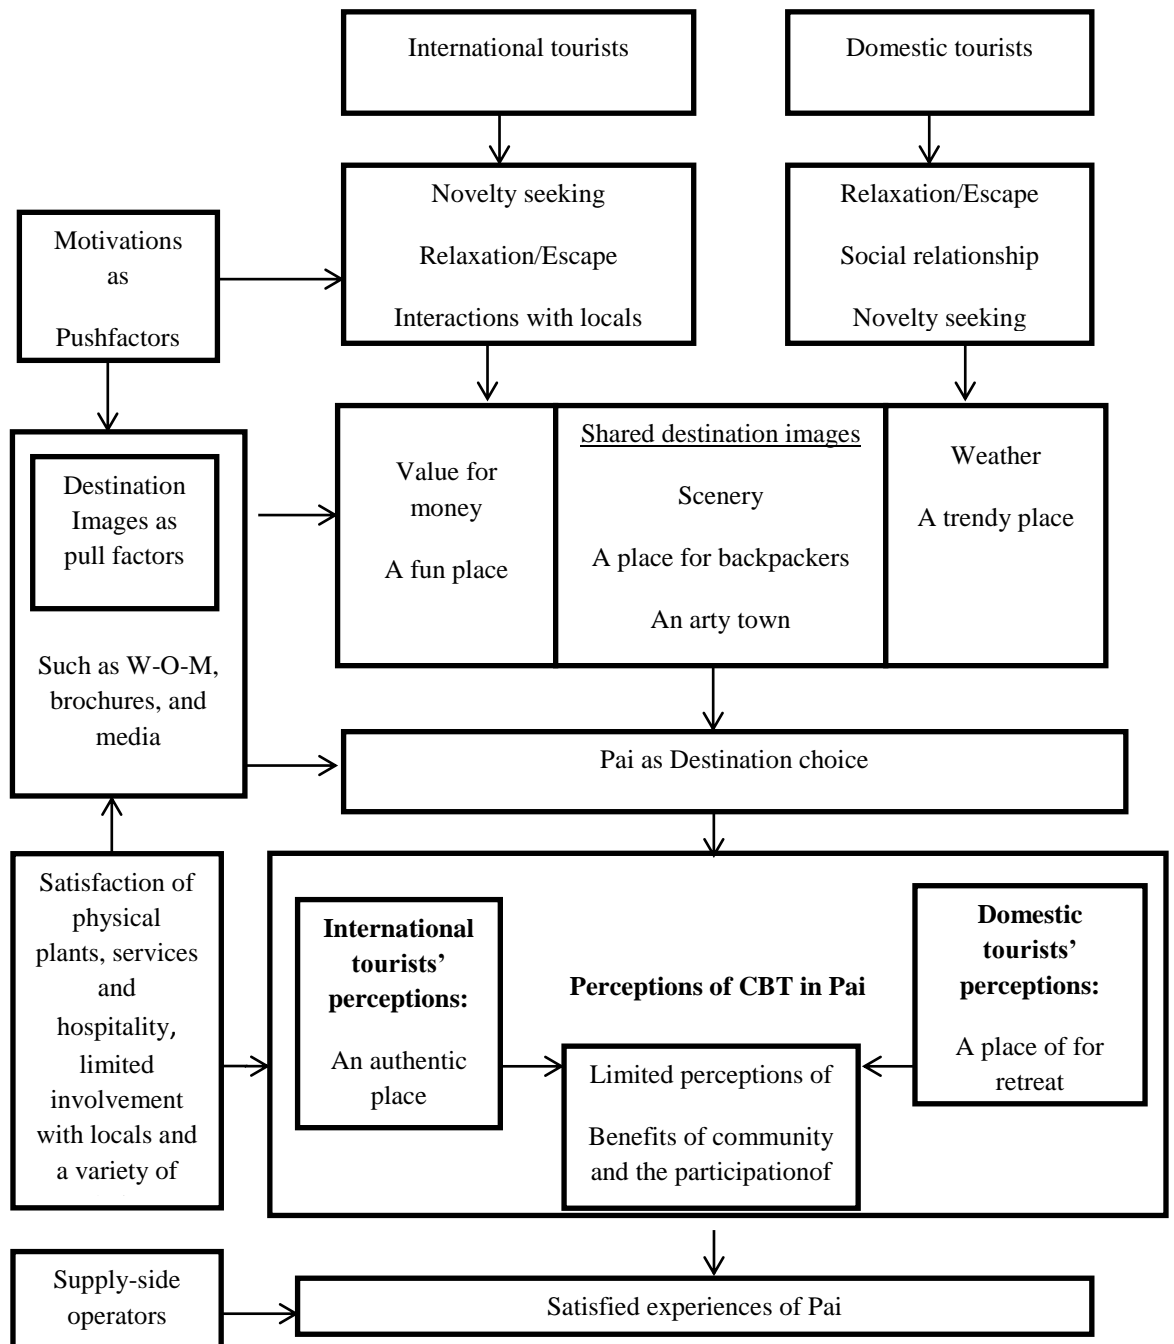 International tourists
Domestic tourists
Novelty seeking
Relaxation/Escape
Interactions with locals
Relaxation/Escape
Social relationship
Novelty seeking
Motivations
as
Pushfactors
Destination
Images as
pull factors
Such as W-O-M,
brochures, and
media
Value for
money
A fun place
Shared destination images
Scenery
A place for backpackers
An arty town
Weather
A trendy place
Pai as Destination choice
Satisfaction of
physical
plants, services
and
hospitality,
limited
involvement
with locals and
a variety of
International
tourists’
perceptions:
An authentic
place
Perceptions of CBT in Pai
Limited perceptions of
Benefits of community
and the participationof
Domestic
tourists’
perceptions:
A place of for
retreat
Supply-side
operators
Satisfied experiences of Pai